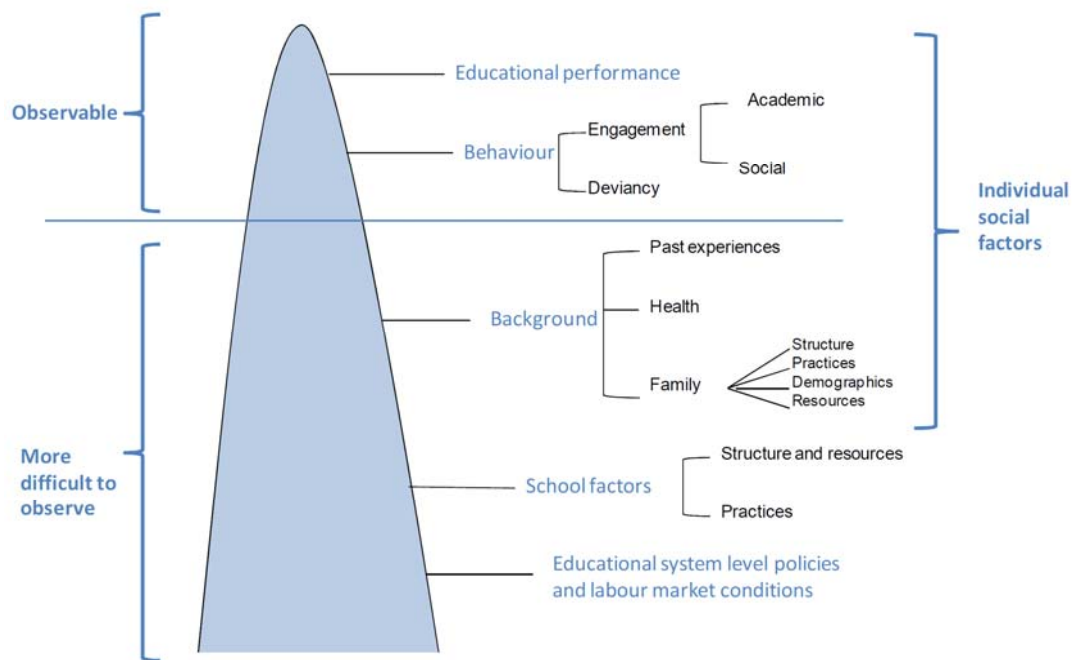 Educational performance
Observable
Academic
Engagement
Behaviour
Social
Deviancy
Individual
social
factors
Past experiences
Health
Background
Structure
Practices
Family
Demographics
Resources
More
difficult to
observe
Structure and resources
School factors
Practices
Educational system level policies
and labour market conditions